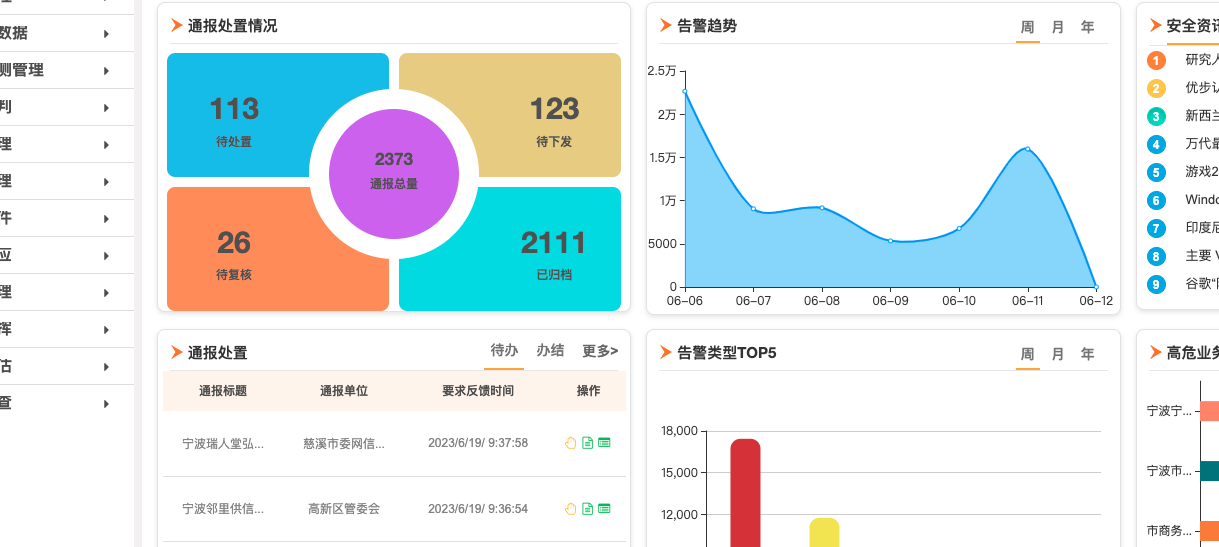 数据
测管理
判
理
理
件
应
理
挥
估
查
通报处置情况
113
待处置
123
待下发
2373
通报总量
26
待复核
2111
已归档
告警趋势
周 月 年
2.5万
2万
1.5万
1万
5000
0
06-06 06-07 06-08 06-09 06-10 06-11 06-12
安全资讯
1 研究人
2 优步认
3 新西兰
4 万代
5 游戏2
6 Windo
7 印度尼
8 主要
9 谷歌"
通报处置
待办 办结 更多>
通报标题 通报单位 要求反馈时间 操作
宁波瑞人堂弘... 慈溪市委网信... 2023/6/19/ 9:37:58
宁波邻里供信... 高新区管委会 2023/6/19/ 9:36:54
告警类型TOP5
周 月 年
18,000
15,000
12,000
高危业务
宁波宁...
宁波市...
市商务...